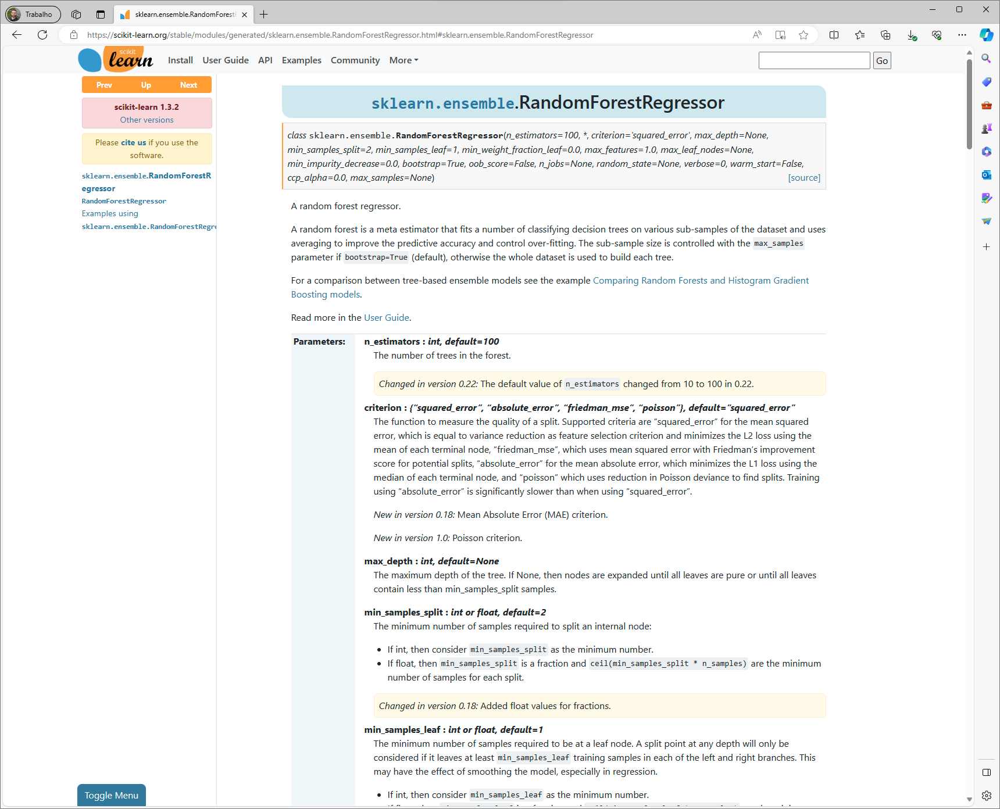 Trabalho
sklearn.ensemble.RandomForest
https://scikit-learn.org/stable/modules/generated/sklearn.ensemble.RandomForestRegressor.html#sklearn.ensemble.RandomForestRegressor
scikit
learn
Install User Guide API Examples Community More
Go
Prev Up Next
scikit-learn 1.3.2
Other versions
Please cite us if you use the
software.
sklearn.ensemble.RandomForestR
egressor
RandomForestRegressor
Examples using
sklearn.ensemble.RandomForestRegre
Toggle Menu
sklearn.ensemble.RandomForestRegressor
class sklearn.ensemble.RandomForestRegressor(n_estimators=100, *, criterion='squared_error', max_depth=None,
min_samples_split=2, min_samples_leaf=1, min_weight_fraction_leaf=0.0, max_features=1.0, max_leaf_nodes=None,
min_impurity_decrease=0.0, bootstrap=True, oob_score=False, n_jobs=None, random_state=None, verbose=0, warm_start=False,
ccp_alpha=0.0, max_samples=None) [source]
A random forest regressor.
A random forest is a meta estimator that fits a number of classifying decision trees on various sub-samples of the dataset and uses
averaging to improve the predictive accuracy and control over-fitting. The sub-sample size is controlled with the max_samples
parameter if bootstrap=True (default), otherwise the whole dataset is used to build each tree.
For a comparison between tree-based ensemble models see the example Comparing Random Forests and Histogram Gradient
Boosting models.
Read more in the User Guide.
Parameters: n_estimators : int, default=100
The number of trees in the forest.
Changed in version 0.22: The default value of n_estimators changed from 10 to 100 in 0.22.
criterion : {“squared_error”, “absolute_error”, “friedman_mse”, “poisson”}, default=”squared_error”
The function to measure the quality of a split. Supported criteria are “squared_error” for the mean squared
error, which is equal to variance reduction as feature selection criterion and minimizes the L2 loss using the
mean of each terminal node, “friedman_mse”, which uses mean squared error with Friedman’s improvement
score for potential splits, “absolute_error” for the mean absolute error, which minimizes the L1 loss using the
median of each terminal node, and “poisson” which uses reduction in Poisson deviance to find splits. Training
using “absolute_error” is significantly slower than when using “squared_error”.
New in version 0.18: Mean Absolute Error (MAE) criterion.
New in version 1.0: Poisson criterion.
max_depth : int, default=None
The maximum depth of the tree. If None, then nodes are expanded until all leaves are pure or until all leaves
contain less than min_samples_split samples.
min_samples_split : int or float, default=2
The minimum number of samples required to split an internal node:
• If int, then consider min_samples_split as the minimum number.
• If float, then min_samples_split is a fraction and ceil(min_samples_split * n_samples) are the minimum
number of samples for each split.
Changed in version 0.18: Added float values for fractions.
min_samples_leaf : int or float, default=1
The minimum number of samples required to be at a leaf node. A split point at any depth will only be
considered if it leaves at least min_samples_leaf training samples in each of the left and right branches. This
may have the effect of smoothing the model, especially in regression.
• If int, then consider min_samples_leaf as the minimum number.